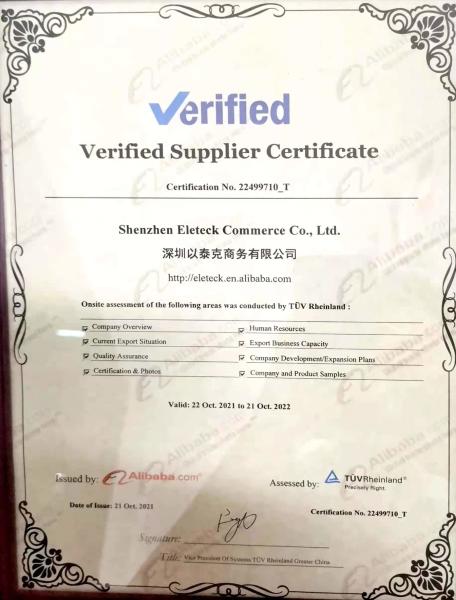 Verified
Verified Supplier Certificate
Certification No. 22499710_T
Shenzhen Eleteck Commerce Co., Ltd.
深圳以泰克商务有限公司
http://eleteck.en.alibaba.com
Onsite assessment of the following areas was conducted by TÜV Rheinland :
Company Overview
Human Resources
Current Export Situation
Export Business Capacity
Quality Assurance
Company Development/Expansion Plans
Certification & Photos
Company and Product Samples
Valid: 22 Oct. 2021 to 21 Oct. 2022
Issued by: Alibaba.com®
Assessed by: TÜVRheinland®
Precisely Right.
Date of Issue: 21 Oct. 2021
Certification No. 22499710_T
Signature:
Title: Vice President Of Systems TÜV Rheinland Greater China